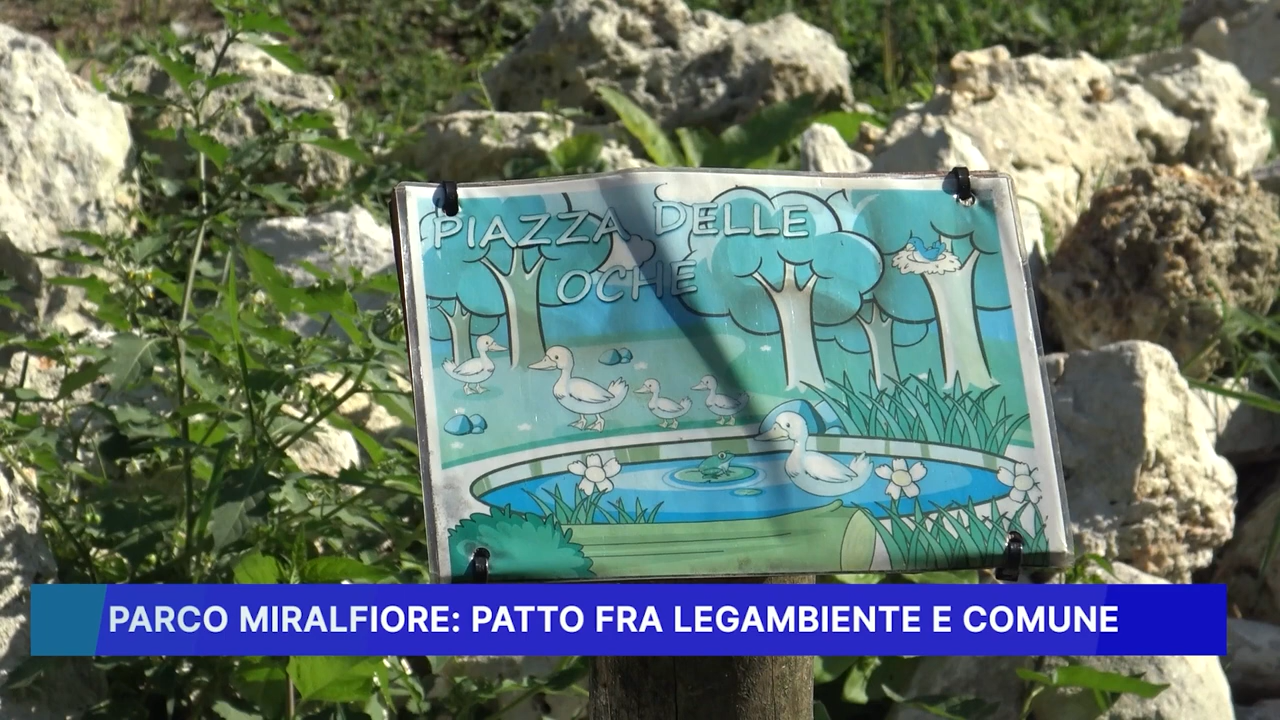 PIAZZA DELLE
OCHE
PARCO MIRALFIORE: PATTO FRA LEGAMBIENTE E COMUNE